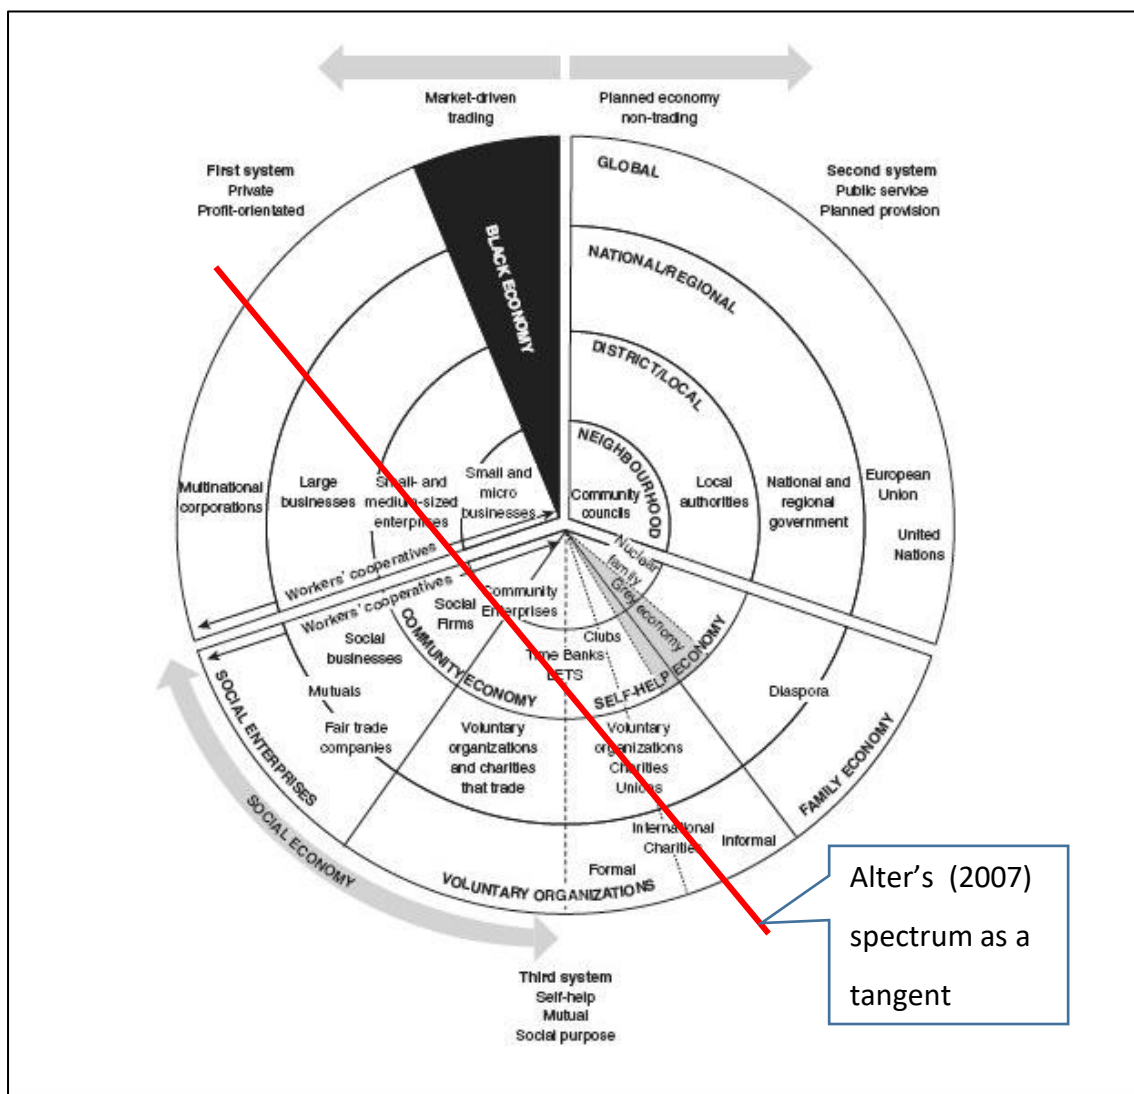 Market-driven
trading
Planned economy
non-trading
First system
Private
Profit-orientated
Second system
Public service
Planned provision
GLOBAL
NATIONAL/REGIONAL
DISTRICT/LOCAL
NEIGHBOURHOOD
BLACK ECONOMY
Multinational
corporations
Large
businesses
Small- and
medium-sized
enterprises
Small and
micro
businesses
Community
councils
Local
authorities
National and
regional
government
European
Union
United
Nations
Workers' cooperatives
Workers' cooperatives
Social
Firms
Community
Enterprises
Nuclear
family
Grey economy
Social
businesses
COMMUNITY ECONOMY
Time Banks
LETS
Clubs
SELF-HELP ECONOMY
Mutuals
Fair trade
companies
Voluntary
organizations
and charities
that trade
Voluntary
organizations
Charities
Unions
Diaspora
SOCIAL ENTERPRISES
FAMILY ECONOMY
International
Charities
Informal
Formal
VOLUNTARY ORGANIZATIONS
SOCIAL ECONOMY
Third system
Self-help
Mutual
Social purpose
Alter's (2007)
spectrum as a
tangent